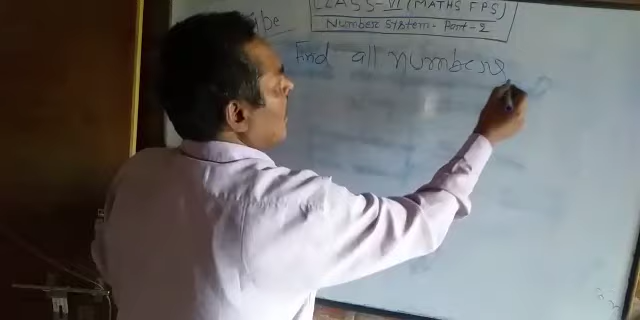 CLASS-VI (MATHS FPS)
Number System- Part-2
Find all numbers